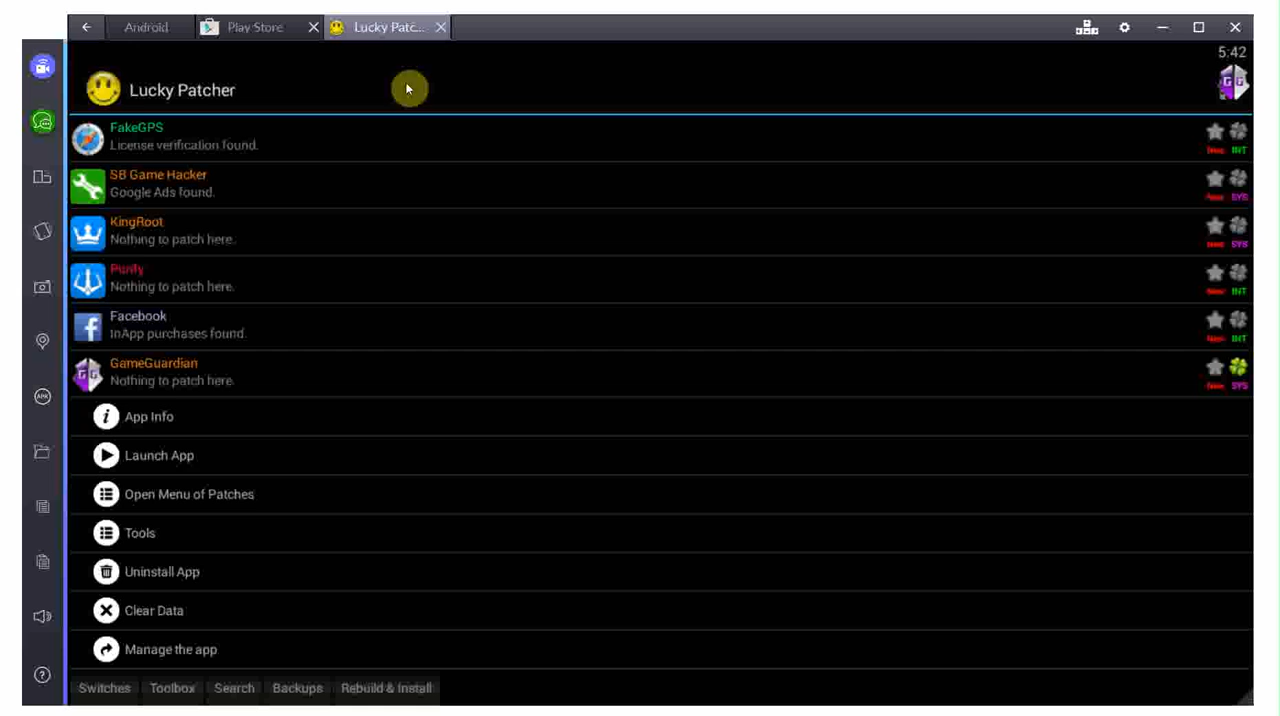 Android
Play Store
Lucky Patc...
5:42
Lucky Patcher
FakeGPS
License verification found.
SB Game Hacker
Google Ads found.
KingRoot
Nothing to patch here.
Purify
Nothing to patch here.
Facebook
InApp purchases found.
GameGuardian
Nothing to patch here.
INT
SYS
SYS
INT
INT
SYS
App Info
Launch App
Open Menu of Patches
Tools
Uninstall App
Clear Data
Manage the app
Switches
Toolbox
Search
Backups
Rebuild & Install